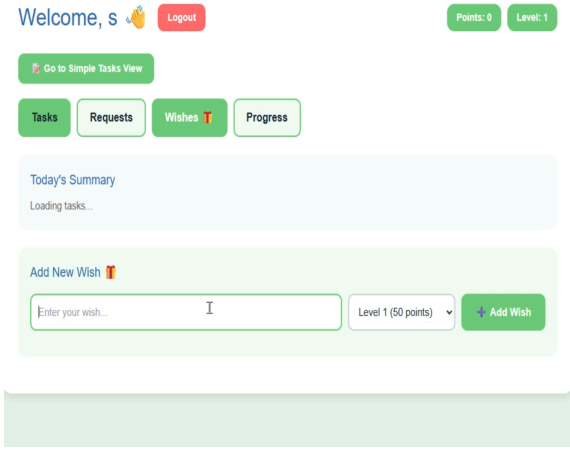 Welcome, s 👋 Logout Points: 0 Level: 1
Go to Simple Tasks View
Tasks Requests Wishes 🎁 Progress
Today's Summary
Loading tasks...
Add New Wish 🎁
Enter your wish... Level 1 (50 points) ➕ Add Wish